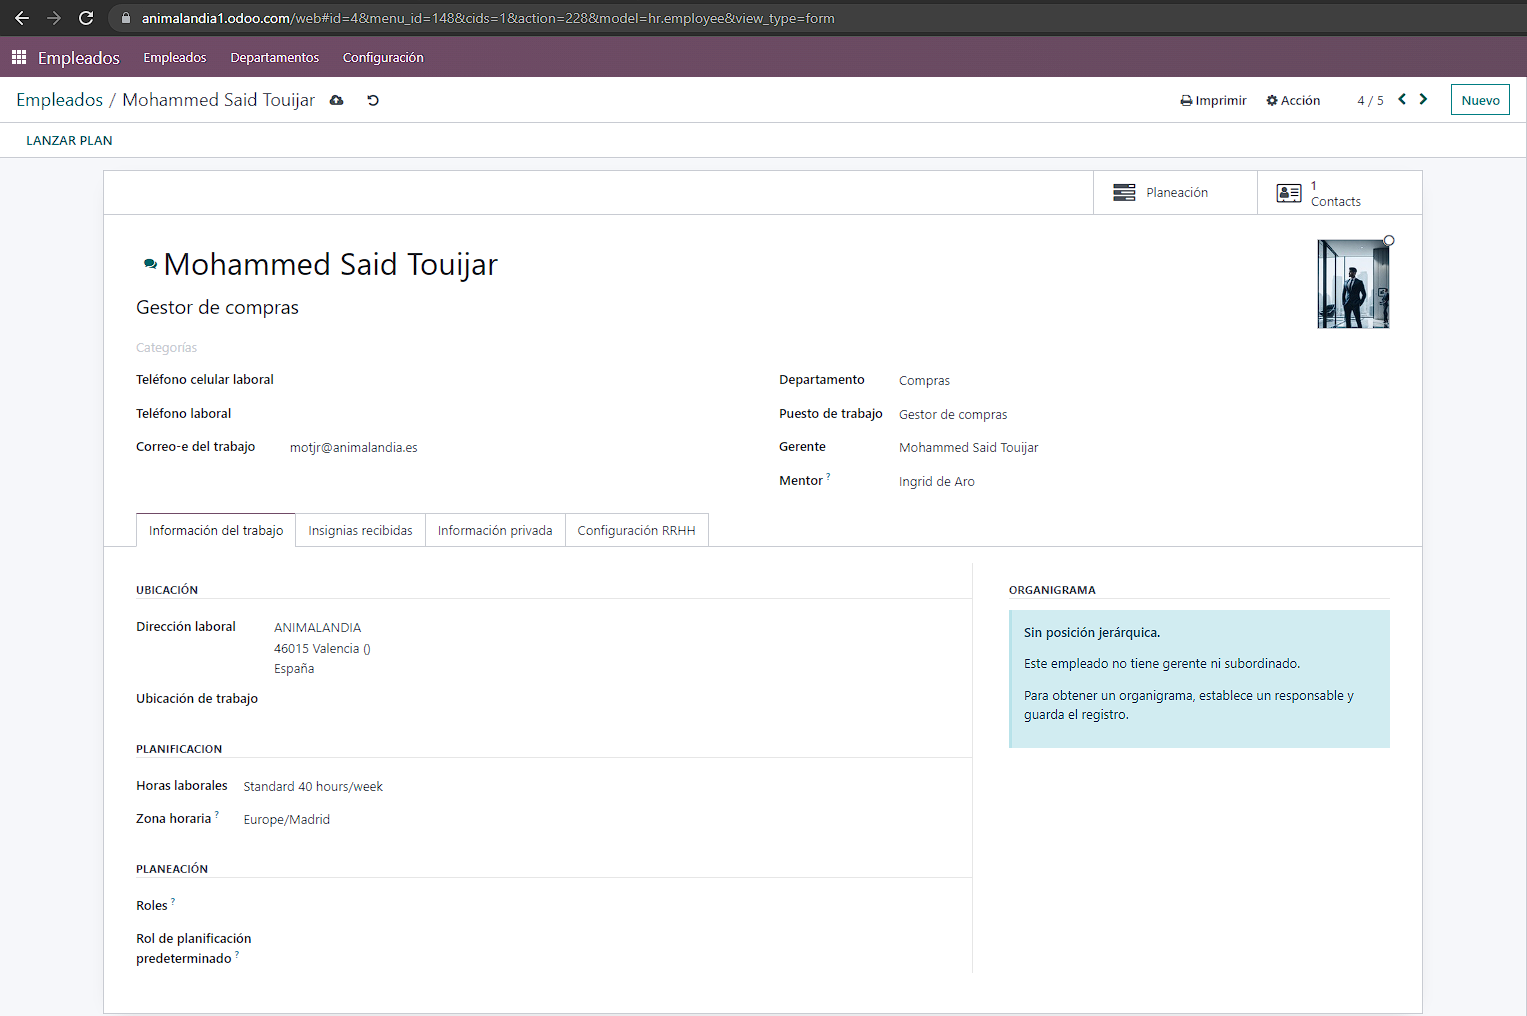 animalandia1.odoo.com/web#id=4&menu_id=148&cids=1&action=228&model=hr.employee&view_type=form
Empleados Empleados Departamentos Configuración
Empleados / Mohammed Said Touijar Imprimir Acción 4 / 5 Nuevo
LANZAR PLAN
Planeación
1
Contacts
Mohammed Said Touijar
Gestor de compras
Categorías
Teléfono celular laboral
Teléfono laboral
Correo-e del trabajo motjr@animalandia.es
Departamento Compras
Puesto de trabajo Gestor de compras
Gerente Mohammed Said Touijar
Mentor ? Ingrid de Aro
Información del trabajo Insignias recibidas Información privada Configuración RRHH
UBICACIÓN
Dirección laboral ANIMALANDIA
46015 Valencia ()
España
Ubicación de trabajo
PLANIFICACION
Horas laborales Standard 40 hours/week
Zona horaria ? Europe/Madrid
PLANEACIÓN
Roles ?
Rol de planificación
predeterminado ?
ORGANIGRAMA
Sin posición jerárquica.
Este empleado no tiene gerente ni subordinado.
Para obtener un organigrama, establece un responsable y
guarda el registro.